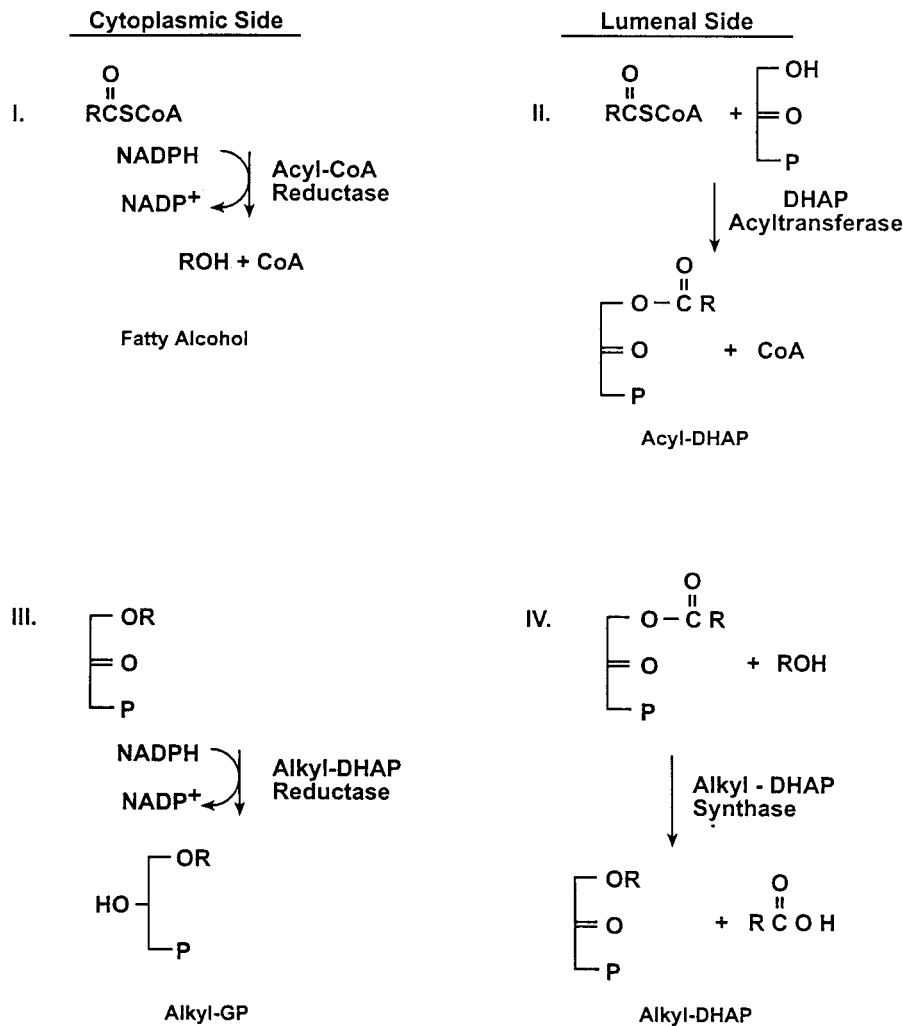 Cytoplasmic Side
Lumenal Side
I.
O
RCSCoA
NADPH
NADP+
Acyl-CoA
Reductase
ROH + CoA
Fatty Alcohol
II.
O
RCSCoA
+
OH
O
P
DHAP
Acyltransferase
O
O – C R
O
P
+ CoA
Acyl-DHAP
III.
OR
O
P
NADPH
NADP+
Alkyl-DHAP
Reductase
OR
HO
P
Alkyl-GP
IV.
O
O – C R
O
P
+ ROH
Alkyl - DHAP
Synthase
OR
O
P
+
O
R C O H
Alkyl-DHAP